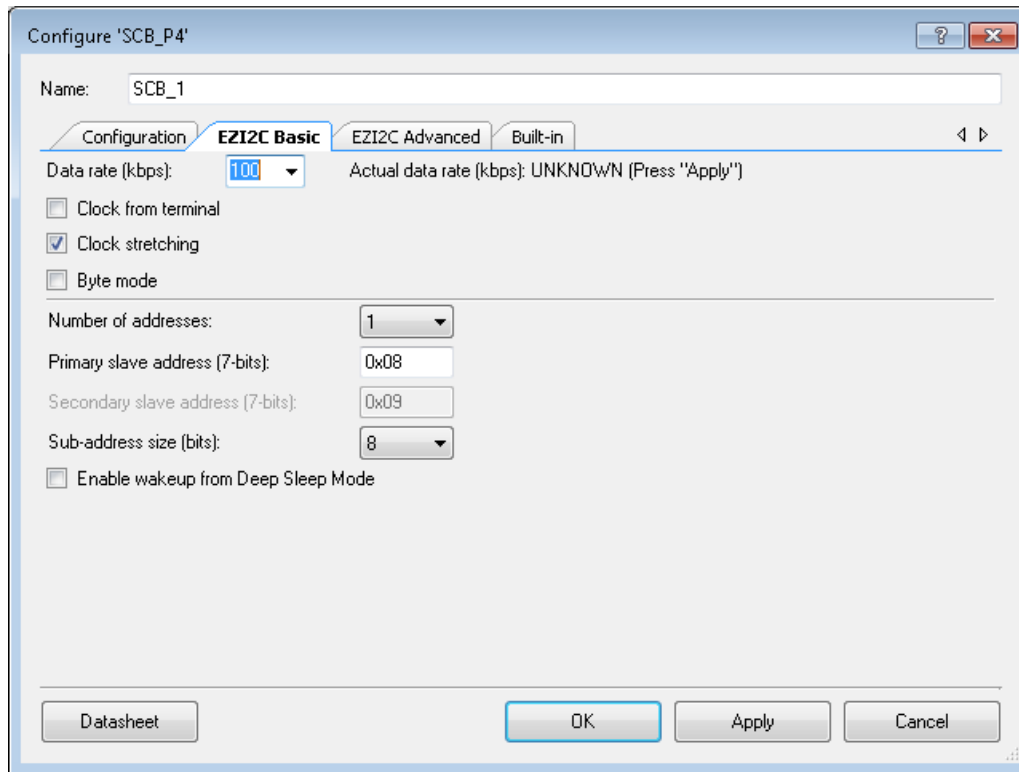 Configure 'SCB_P4'
Name: SCB_1
Configuration EZI2C Basic EZI2C Advanced Built-in
Data rate (kbps): 100 Actual data rate (kbps): UNKNOWN (Press "Apply")
Clock from terminal
Clock stretching
Byte mode
Number of addresses: 1
Primary slave address (7-bits): 0x08
Secondary slave address (7-bits): 0x09
Sub-address size (bits): 8
Enable wakeup from Deep Sleep Mode
Datasheet OK Apply Cancel